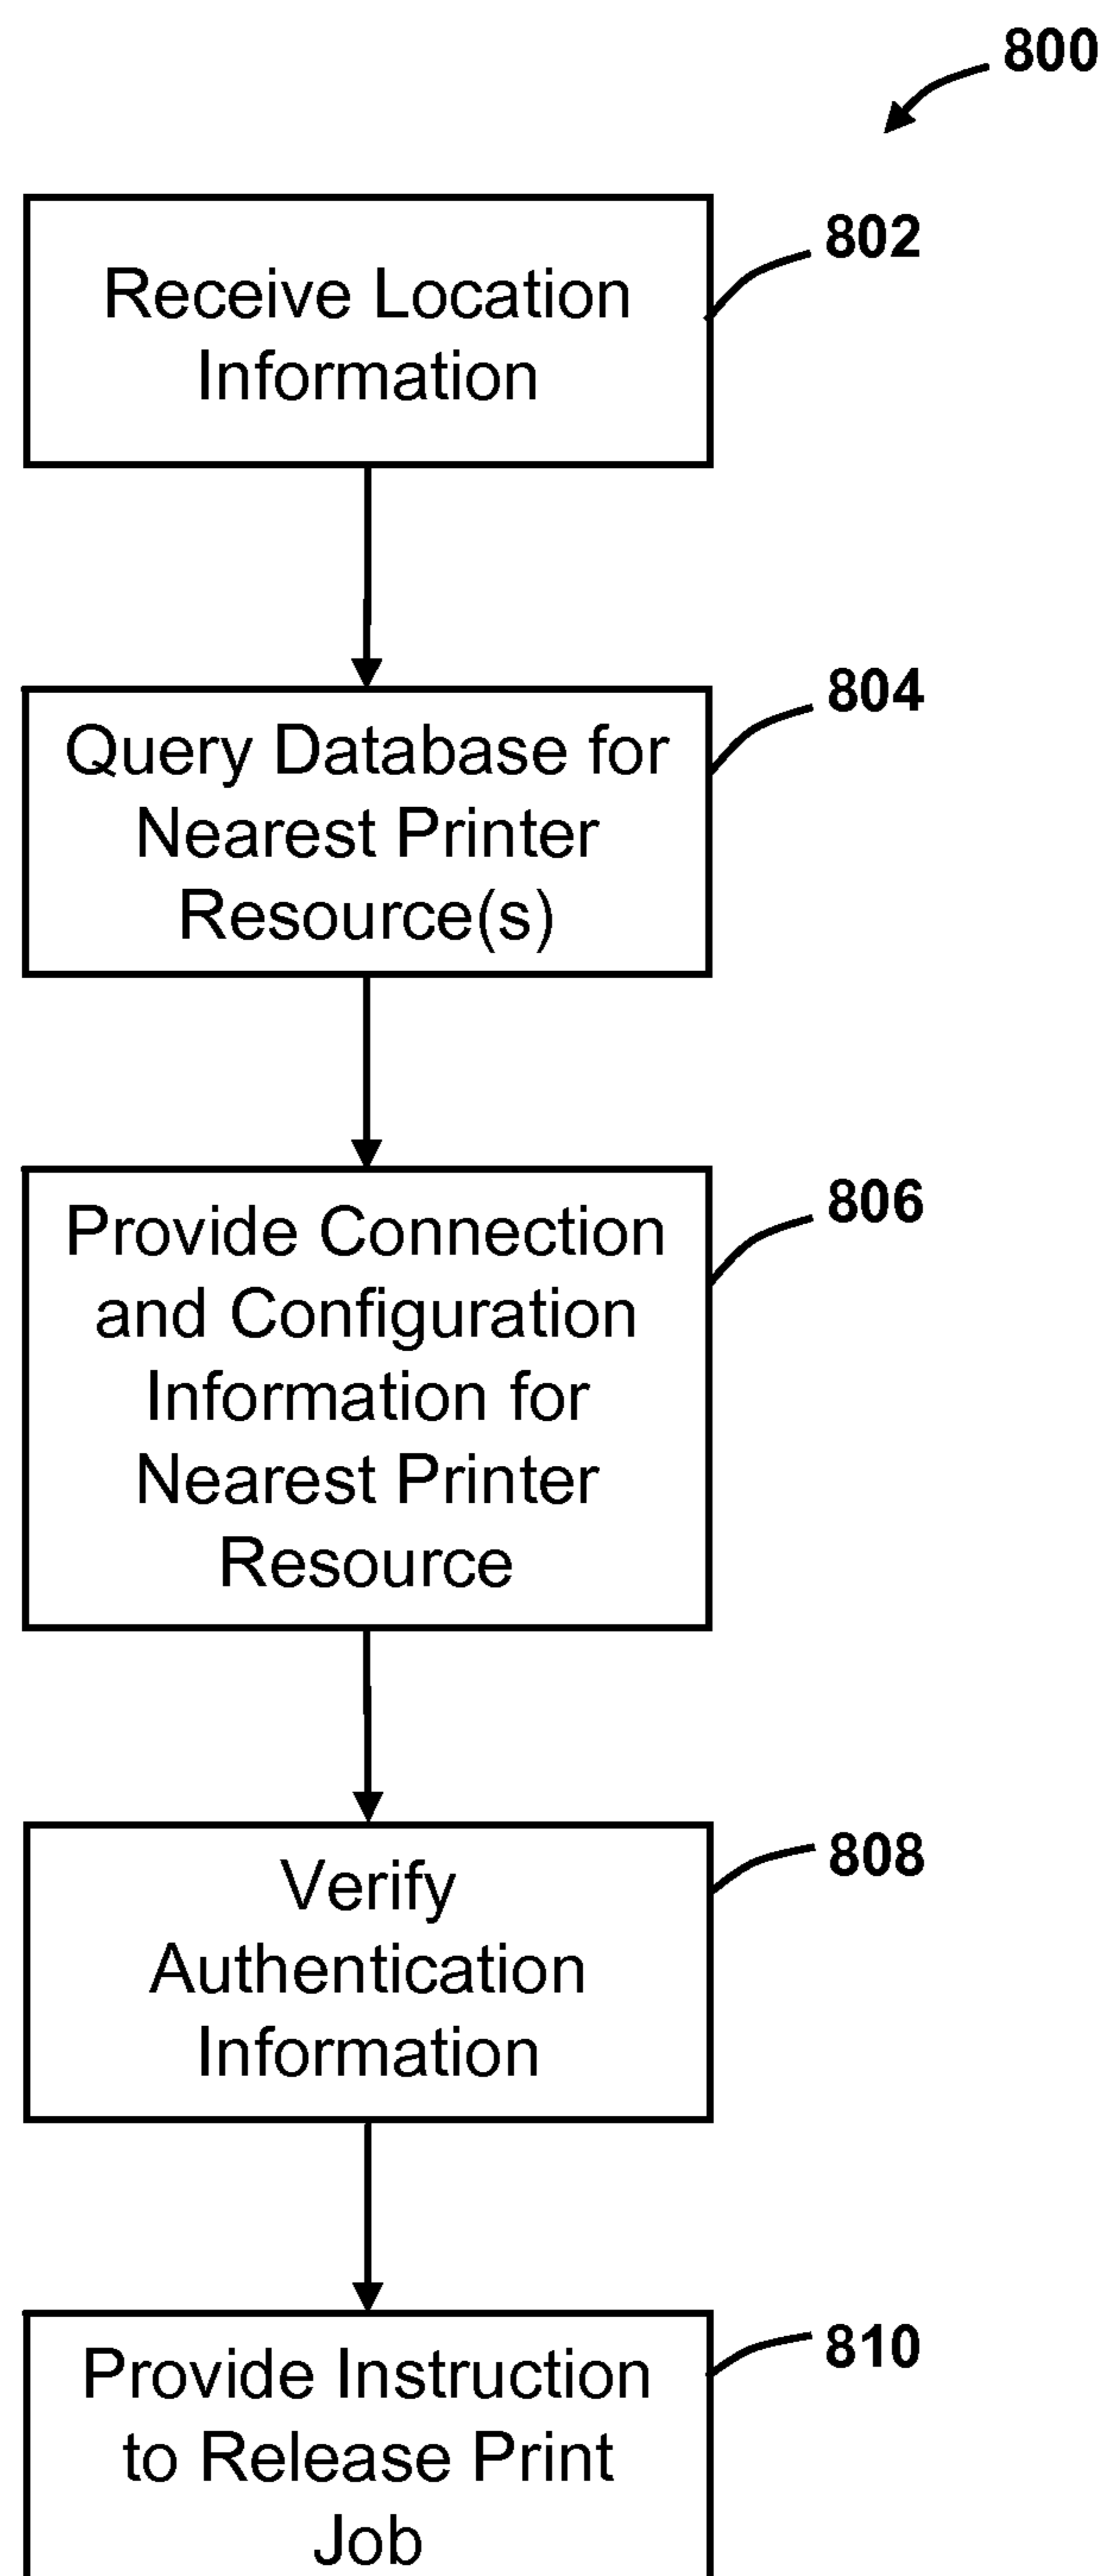 800
802
Receive Location
Information
804
Query Database for
Nearest Printer
Resource(s)
806
Provide Connection
and Configuration
Information for
Nearest Printer
Resource
808
Verify
Authentication
Information
810
Provide Instruction
to Release Print
Job